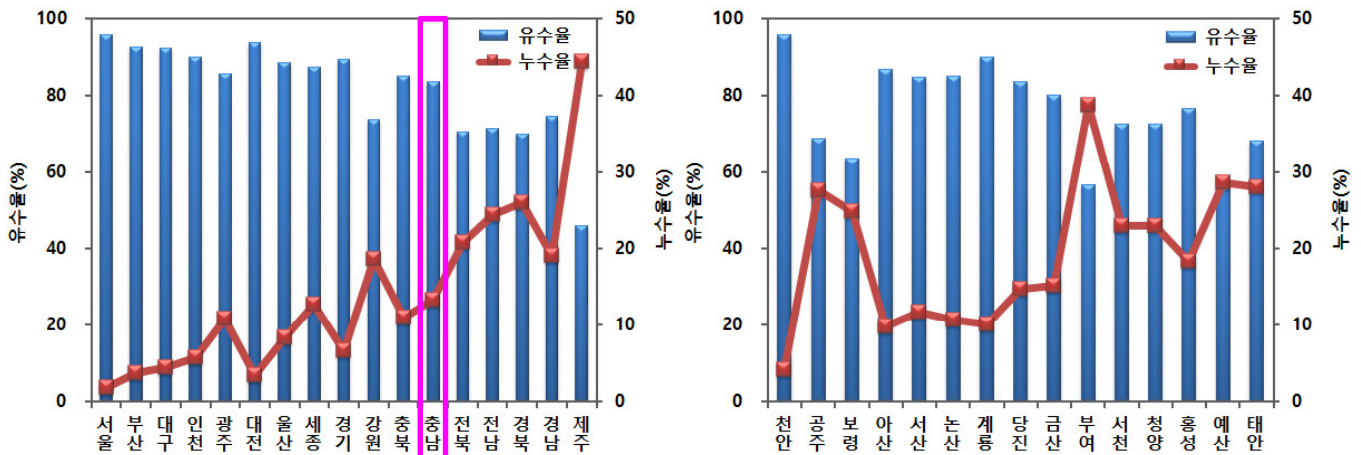 유수율(%)
100
80
60
40
20
0
유수율
누수율
50
40
30
20
10
0
누수율(%)
서울 부산 대구 인천 광주 대전 울산 세종 경기 강원 충북 충남 전북 전남 경북 경남 제주
유수율(%)
100
80
60
40
20
0
유수율
누수율
50
40
30
20
10
0
누수율(%)
천안 공주 보령 아산 서산 논산 계룡 당진 금산 부여 서천 청양 홍성 예산 태안